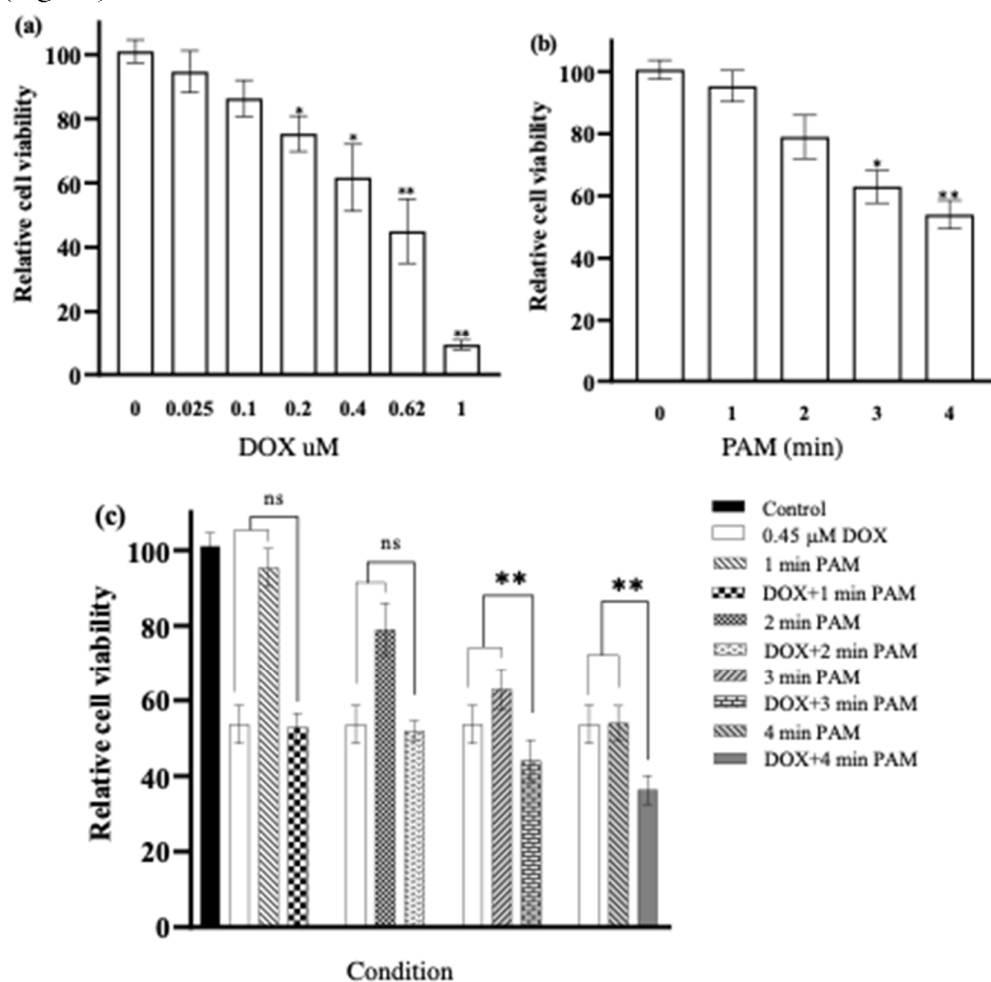 (a)
Relative cell viability
100
80
60
40
20
0
*
*
**
**
0 0.025 0.1 0.2 0.4 0.62 1
DOX uM
(b)
Relative cell viability
100
80
60
40
20
0
*
**
0 1 2 3 4
PAM (min)
(c)
Relative cell viability
100
80
60
40
20
0
ns
ns
**
**
Condition
Control
0.45 μM DOX
1 min PAM
DOX+1 min PAM
2 min PAM
DOX+2 min PAM
3 min PAM
DOX+3 min PAM
4 min PAM
DOX+4 min PAM